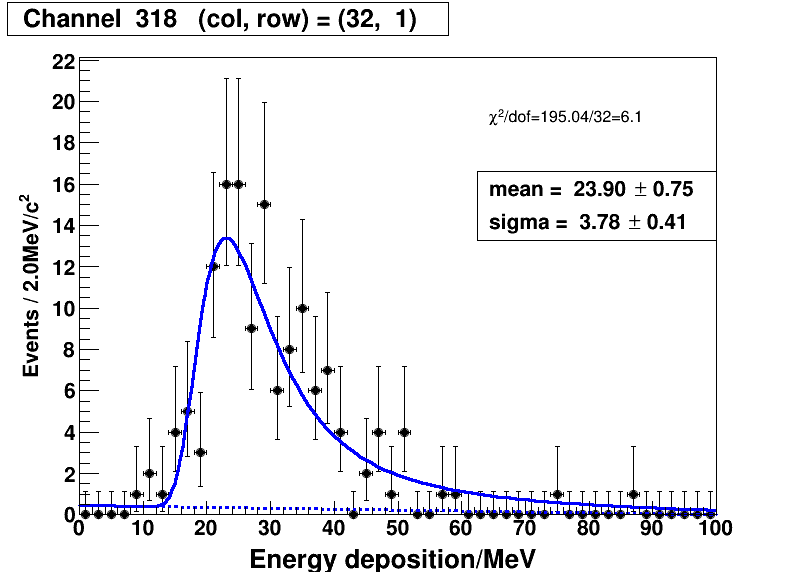 Channel 318 (col, row) = (32, 1)
χ²/dof=195.04/32=6.1
mean = 23.90 ± 0.75
sigma = 3.78 ± 0.41
Events / 2.0MeV/c²
22
20
18
16
14
12
10
8
6
4
2
0
0 10 20 30 40 50 60 70 80 90 100
Energy deposition/MeV